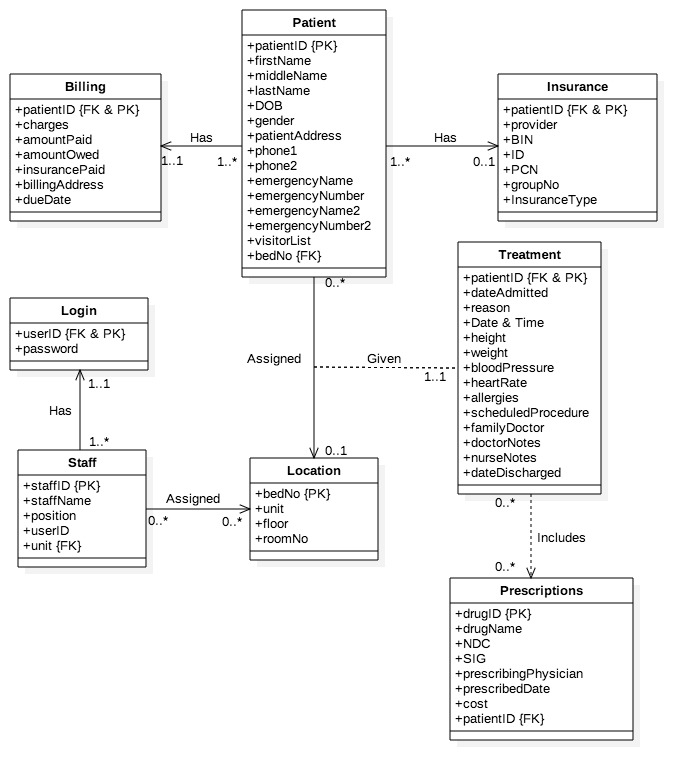 Patient
+patientID {PK}
+firstName
+middleName
+lastName
+DOB
+gender
+patientAddress
+phone1
+phone2
+emergencyName
+emergencyNumber
+emergencyName2
+emergencyNumber2
+visitorList
+bedNo {FK}
Billing
+patientID {FK & PK}
+charges
+amountPaid
+amountOwed
+insurancePaid
+billingAddress
+dueDate
Has
1..1
1..*
Insurance
+patientID {FK & PK}
+provider
+BIN
+ID
+PCN
+groupNo
+InsuranceType
Has
1..*
0..1
Treatment
+patientID {FK & PK}
+dateAdmitted
+reason
+Date & Time
+height
+weight
+bloodPressure
+heartRate
+allergies
+scheduledProcedure
+familyDoctor
+doctorNotes
+nurseNotes
+dateDischarged
0..*
Assigned
Given
1..1
0..1
Login
+userID {FK & PK}
+password
1..1
Has
1..*
Staff
+staffID {PK}
+staffName
+position
+userID
+unit {FK}
Assigned
0..*
0..*
Location
+bedNo {PK}
+unit
+floor
+roomNo
0..*
Includes
0..*
Prescriptions
+drugID {PK}
+drugName
+NDC
+SIG
+prescribingPhysician
+prescribedDate
+cost
+patientID {FK}